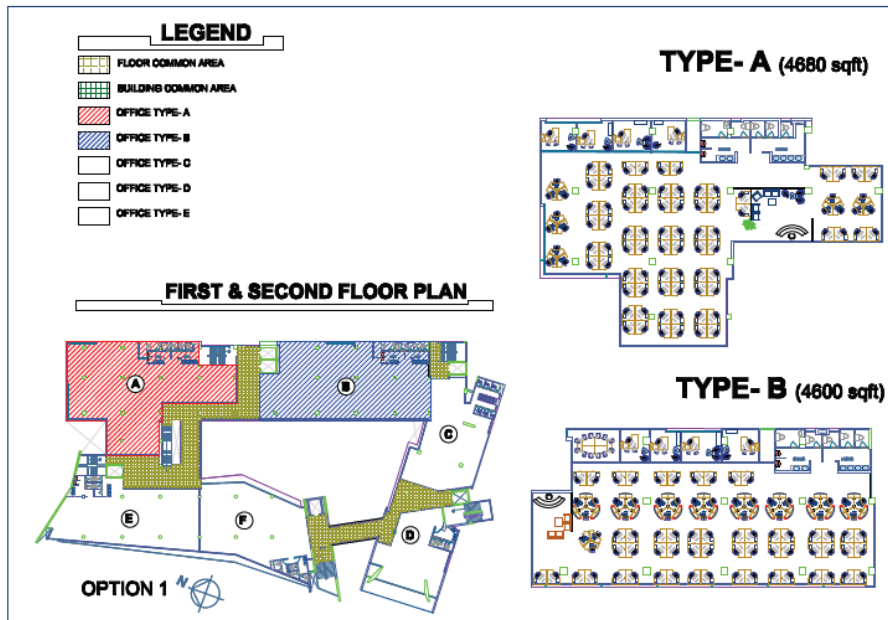 LEGEND
FLOOR COMMON AREA
BUILDING COMMON AREA
OFFICE TYPE- A
OFFICE TYPE- B
OFFICE TYPE- C
OFFICE TYPE- D
OFFICE TYPE- E
TYPE- A (4680 sqft)
FIRST & SECOND FLOOR PLAN
A
B
C
D
E
F
OPTION 1
N
TYPE- B (4600 sqft)